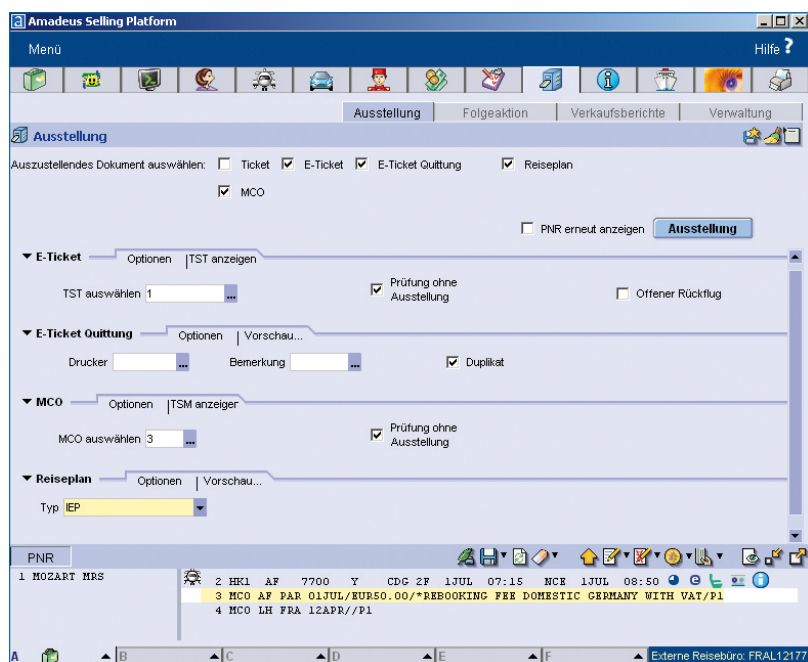 Amadeus Selling Platform
Menü Hilfe ?
Ausstellung Folgeaktion Verkaufsberichte Verwaltung
Ausstellung
Auszustellendes Dokument auswählen: Ticket E-Ticket E-Ticket Quittung Reiseplan
MCO
PNR erneut anzeigen Ausstellung
E-Ticket Optionen TST anzeigen
TST auswählen 1 ... Prüfung ohne Ausstellung Offener Rückflug
E-Ticket Quittung Optionen Vorschau...
Drucker ... Bemerkung ... Duplikat
MCO Optionen TSM anzeiger
MCO auswählen 3 ... Prüfung ohne Ausstellung
Reiseplan Optionen Vorschau...
Typ IEP
PNR
1 MOZART MRS 2 HK1 AF 7700 Y CDG 2F 1JUL 07:15 NCE 1JUL 08:50
3 MCO AF PAR 01JUL/EUR50.00/*REBOOKING FEE DOMESTIC GERMANY WITH VAT/P1
4 MCO LH FRA 12APR//P1
A B C D E F Externe Reisebüro: FRAL12177